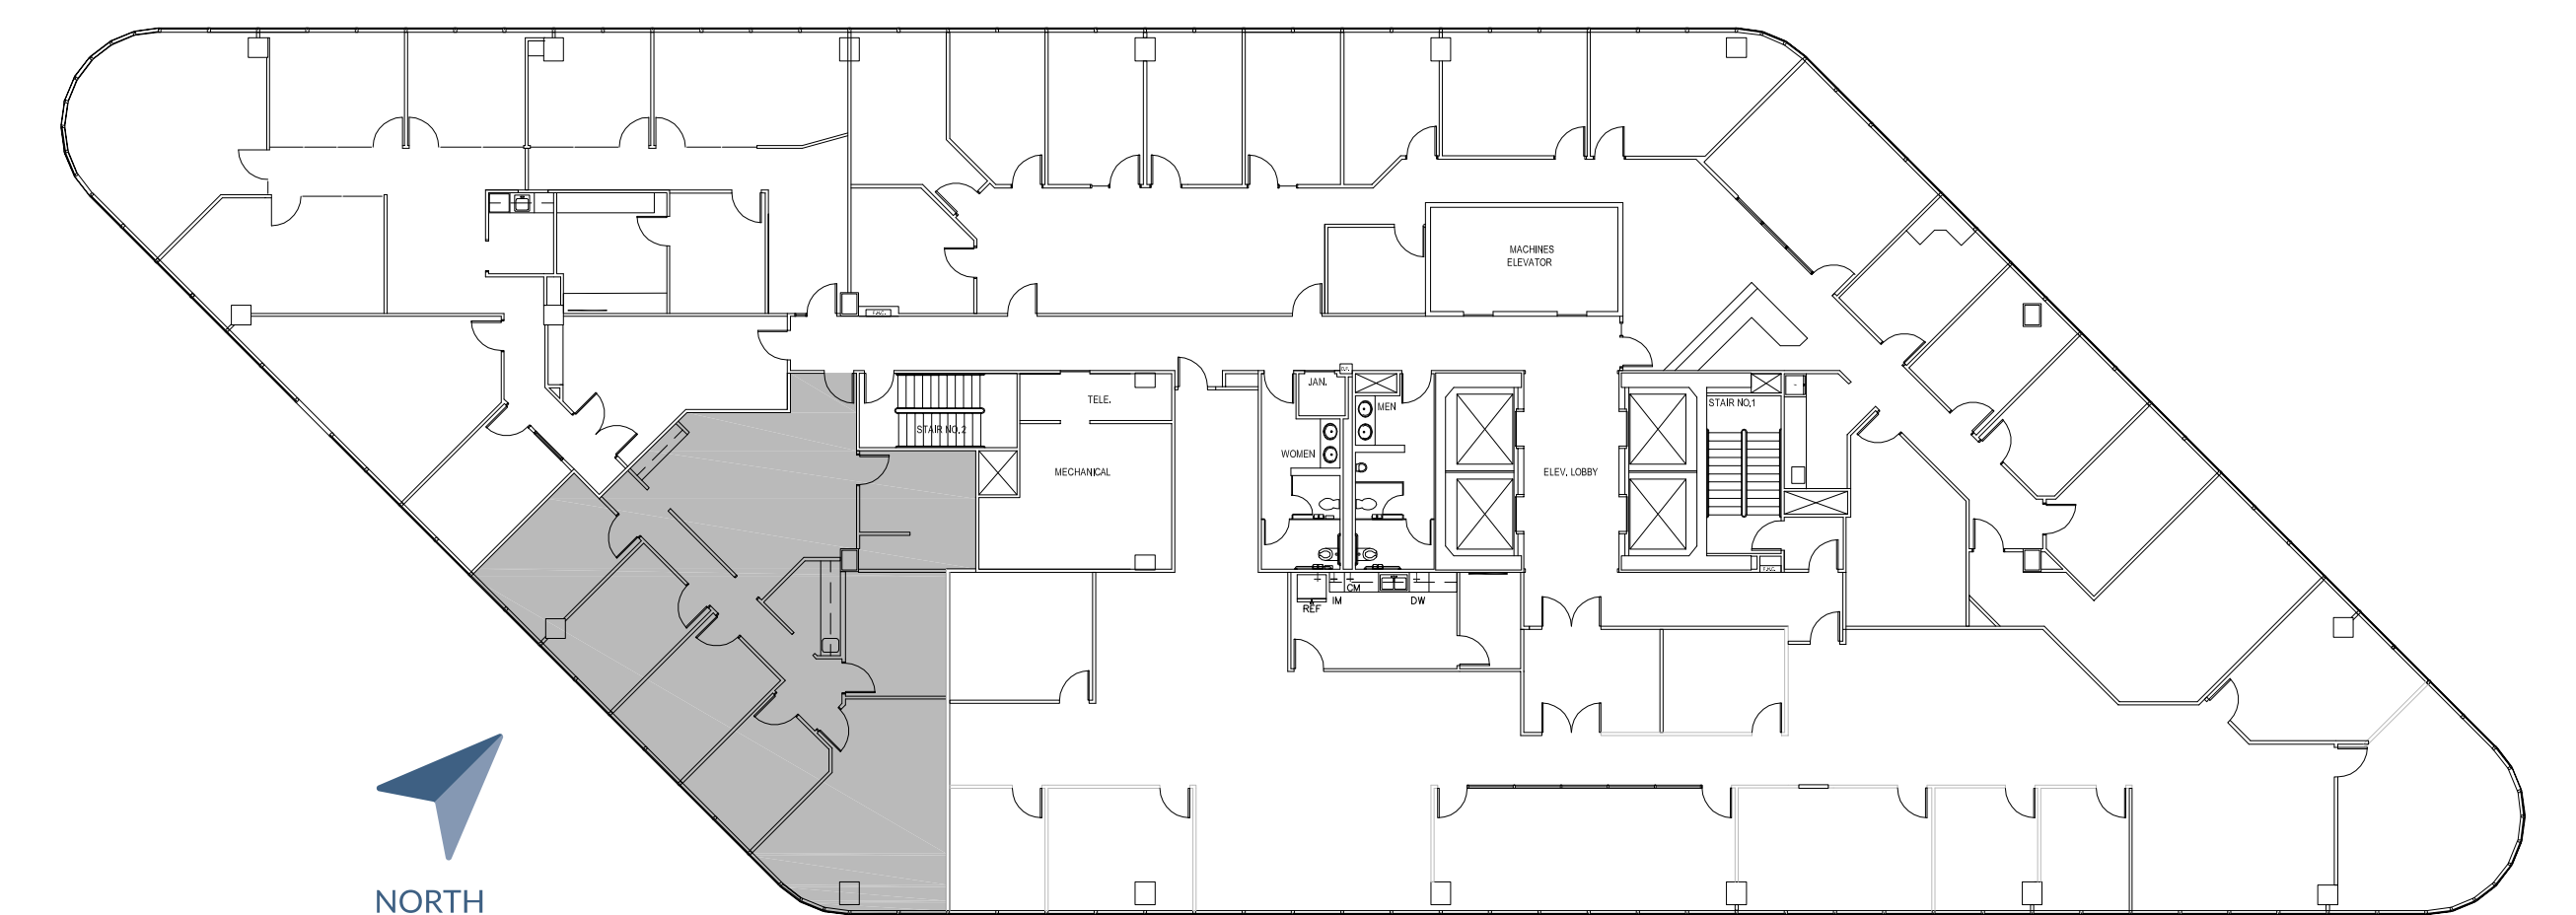 MACHINES
ELEVATOR
JAN.
TELE.
MEN
STAIR NO.1
STAIR NO.2
WOMEN
MECHANICAL
ELEV. LOBBY
CM
REF
IM
DW
NORTH